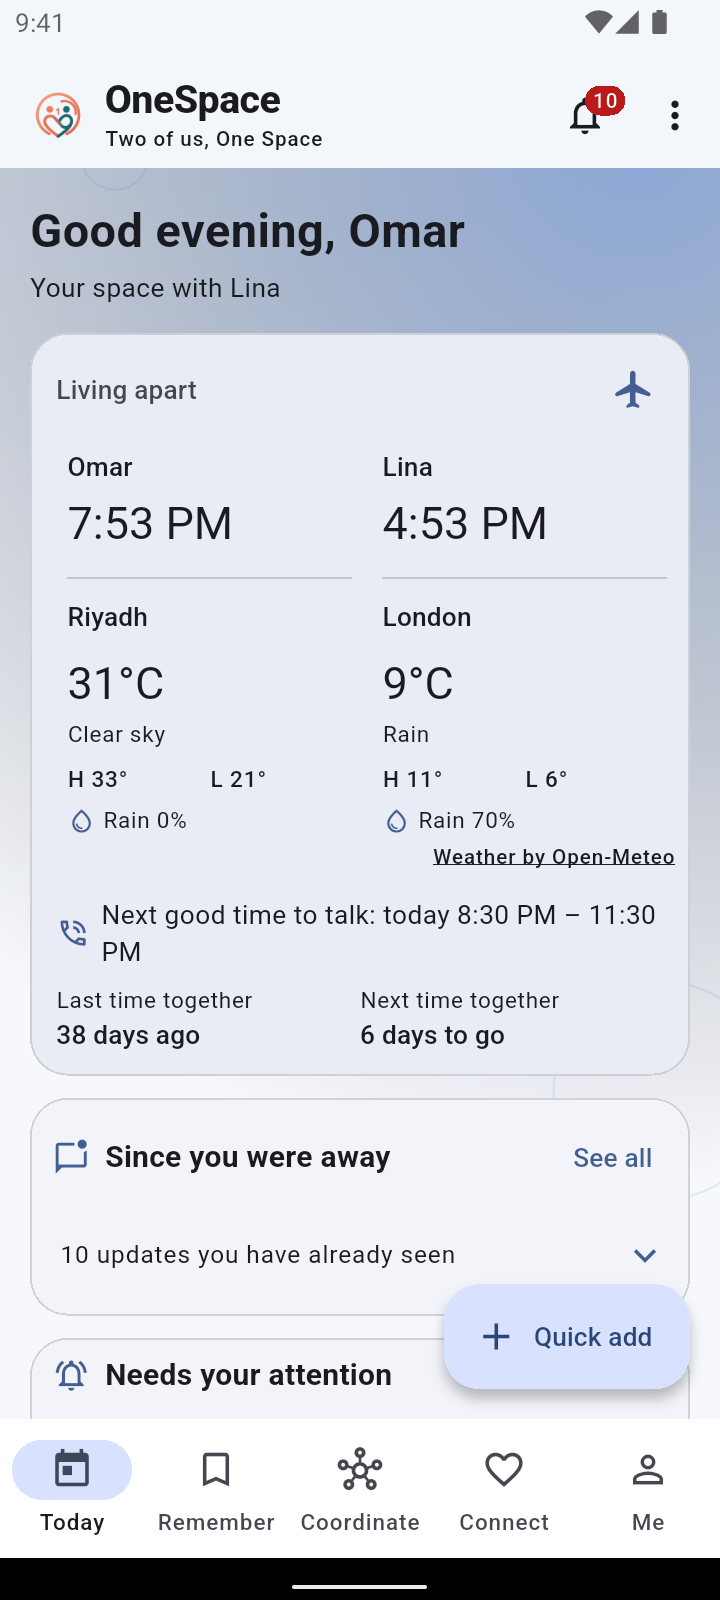 9:41
OneSpace
Two of us, One Space
10
Good evening, Omar
Your space with Lina
Living apart
Omar
7:53 PM
Lina
4:53 PM
Riyadh
31°C
Clear sky
H 33° L 21°
Rain 0%
London
9°C
Rain
H 11° L 6°
Rain 70%
Weather by Open-Meteo
Next good time to talk: today 8:30 PM – 11:30
PM
Last time together
38 days ago
Next time together
6 days to go
Since you were away
See all
10 updates you have already seen
Quick add
Needs your attention
Today
Remember
Coordinate
Connect
Me